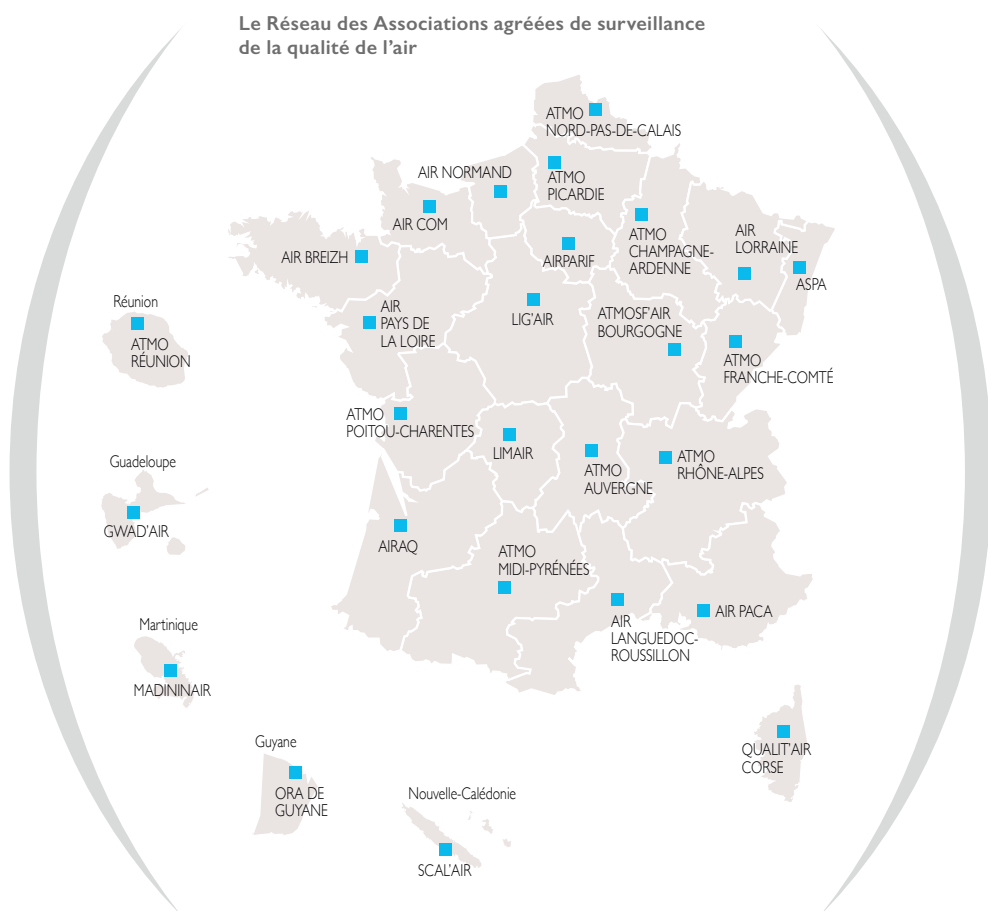 Le Réseau des Associations agréées de surveillance
de la qualité de l'air
ATMO
NORD-PAS-DE-CALAIS
AIR NORMAND
ATMO
PICARDIE
AIR COM
ATMO
CHAMPAGNE-
ARDENNE
AIR
LORRAINE
AIRPARIF
AIR BREIZH
ASPA
Réunion
ATMO
RÉUNION
AIR
PAYS DE
LA LOIRE
LIG'AIR
ATMOSF'AIR
BOURGOGNE
ATMO
FRANCHE-COMTÉ
ATMO
POITOU-CHARENTES
LIMAIR
ATMO
AUVERGNE
ATMO
RHÔNE-ALPES
Guadeloupe
GWAD'AIR
AIRAQ
ATMO
MIDI-PYRÉNÉES
AIR
LANGUEDOC-
ROUSSILLON
AIR PACA
Martinique
MADININAIR
QUALIT'AIR
CORSE
Guyane
ORA DE
GUYANE
Nouvelle-Calédonie
SCAL'AIR